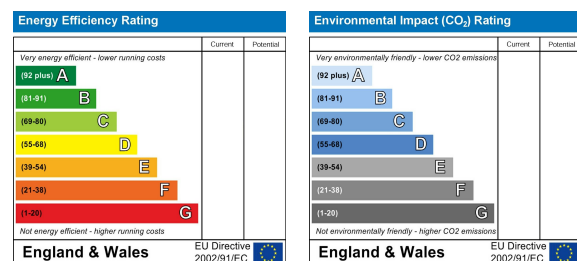 Energy Efficiency Rating
Current Potential
Very energy efficient - lower running costs
(92 plus) A
(81-91) B
(69-80) C
(55-68) D
(39-54) E
(21-38) F
(1-20) G
Not energy efficient - higher running costs
England & Wales
EU Directive
2002/91/EC
Environmental Impact (CO2) Rating
Current Potential
Very environmentally friendly - lower CO2 emissions
(92 plus) A
(81-91) B
(69-80) C
(55-68) D
(39-54) E
(21-38) F
(1-20) G
Not environmentally friendly - higher CO2 emissions
England & Wales
EU Directive
2002/91/EC